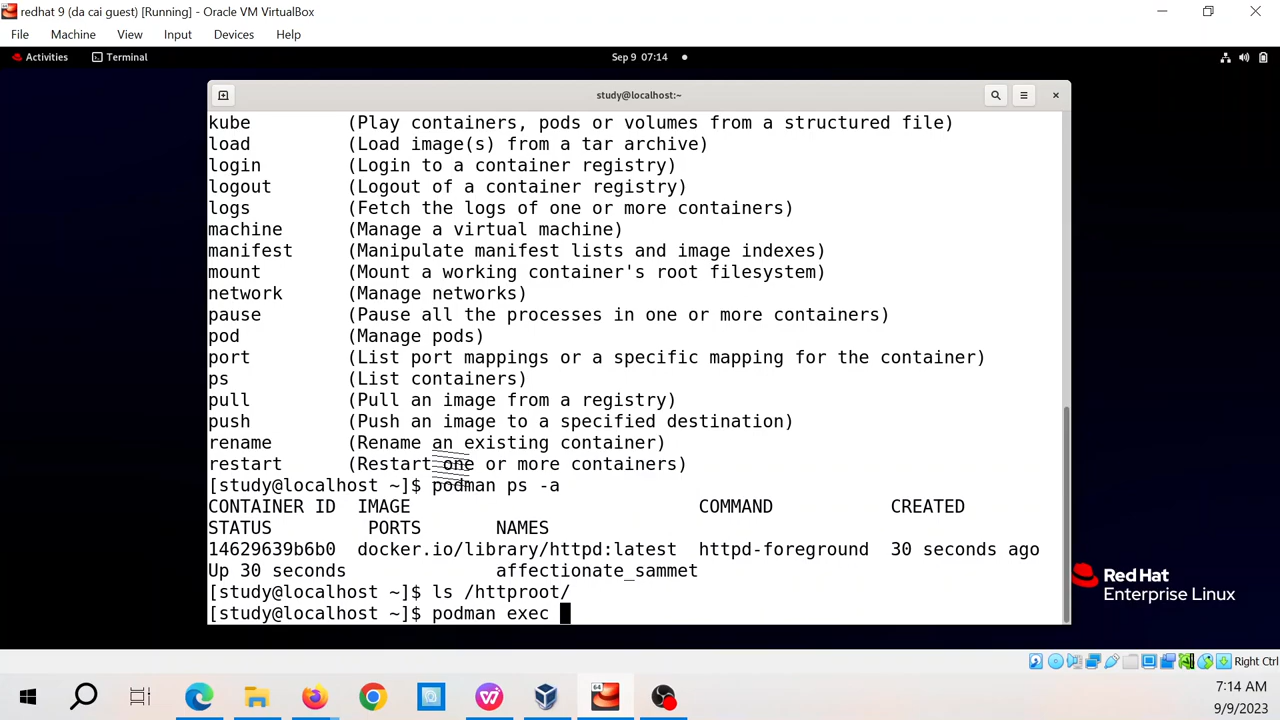 redhat 9 (da cai guest) [Running] - Oracle VM VirtualBox
File Machine View Input Devices Help
Activities Terminal Sep 9 07:14
study@localhost:~
kube (Play containers, pods or volumes from a structured file)
load (Load image(s) from a tar archive)
login (Login to a container registry)
logout (Logout of a container registry)
logs (Fetch the logs of one or more containers)
machine (Manage a virtual machine)
manifest (Manipulate manifest lists and image indexes)
mount (Mount a working container's root filesystem)
network (Manage networks)
pause (Pause all the processes in one or more containers)
pod (Manage pods)
port (List port mappings or a specific mapping for the container)
ps (List containers)
pull (Pull an image from a registry)
push (Push an image to a specified destination)
rename (Rename an existing container)
restart (Restart one or more containers)
[study@localhost ~]$ podman ps -a
CONTAINER ID IMAGE COMMAND CREATED
STATUS PORTS NAMES
14629639b6b0 docker.io/library/httpd:latest httpd-foreground 30 seconds ago
Up 30 seconds affectionate_sammet
[study@localhost ~]$ ls /httproot/
[study@localhost ~]$ podman exec
Red Hat
Enterprise Linux
Right Ctrl
64
7:14 AM
9/9/2023